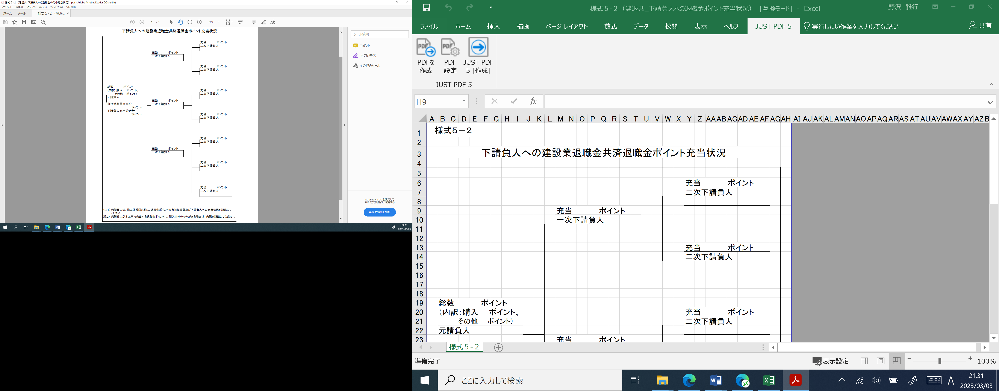 様式５-２（建退共_下請負人への退職金ポイント充当状況）.pdf - Adobe Acrobat Reader DC (32-bit)
ファイル(F) 編集(E) 表示(V) 署名(S) ウィンドウ(W) ヘルプ(H)
ホーム ツール 様式５-２（建退... ×
1 / 1 88%
下請負人への建設業退職金共済退職金ポイント充当状況
充当 ポイント
二次下請負人
充当 ポイント
一次下請負人
充当 ポイント
二次下請負人
総数 ポイント
（内訳：購入 ポイント、
その他 ポイント）
元請負人
自社従業員充当分
ポイント
下請負人充当分合計
ポイント
充当 ポイント
二次下請負人
充当 ポイント
一次下請負人
充当 ポイント
二次下請負人
充当 ポイント
二次下請負人
充当 ポイント
一次下請負人
充当 ポイント
二次下請負人
充当 ポイント
二次下請負人
（注１）元請負人は、施工体系図を基に、退職金ポイントの自社従業員及び下請負人への充当状況を記載して
ください。
（注２）元請負人が本工事で充当する退職金ポイントに、購入以外のものがある場合は、内訳を記載してください。
ツール検索
コメント
入力と署名
その他のツール
Acrobat Pro DC を使用して
PDF を変換および編集する
無料体験版を開始
21:31
2023/03/03
様式５-２（建退共_下請負人への退職金ポイント充当状況） [互換モード] - Excel
野沢 雅行
ファイル ホーム 挿入 描画 ページ レイアウト 数式 データ 校閲 表示 ヘルプ JUST PDF 5 実行したい作業を入力してください 共有
PDFを
作成
PDF
設定
JUST PDF
5 [作成]
JUST PDF 5
H9 fx
A B C D E F G H I J K L M N O P Q R S T U V W X Y Z AA AB AC AD AE AF AG AH AI AJ AK AL AM AN AO AP AQ AR AS AT AU AV AW AX AY AZ B
1 様式５－２
2
3 下請負人への建設業退職金共済退職金ポイント充当状況
4
5
6 充当 ポイント
7 二次下請負人
8
9 充当 ポイント
10 一次下請負人
11
12
13 充当 ポイント
14 二次下請負人
15
16
17
18
19 総数 ポイント
20 （内訳：購入 ポイント、 充当 ポイント
21 その他 ポイント） 二次下請負人
22 元請負人
23 充当 ポイント
様式５-２
準備完了 表示設定 100%
ここに入力して検索
A
21:31
2023/03/03